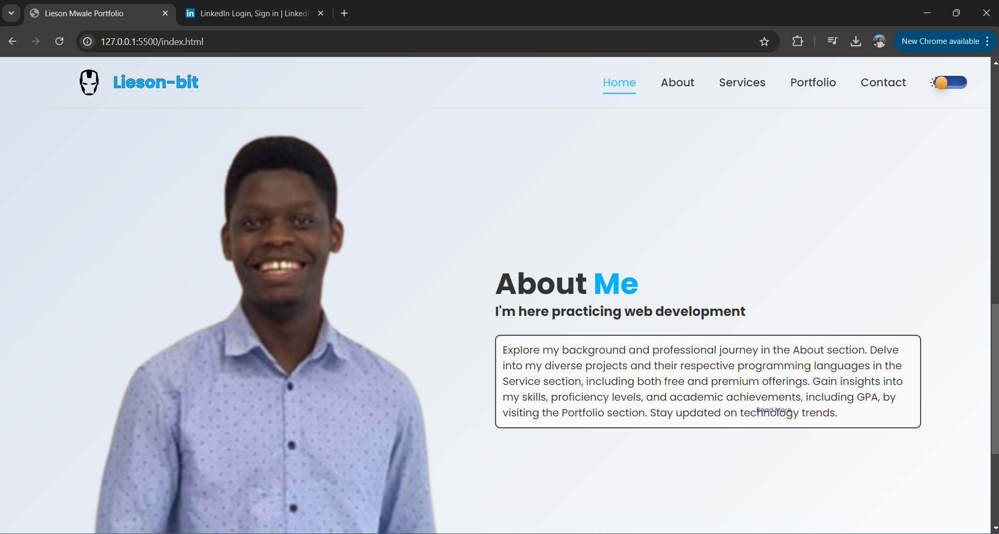 Lieson Mwale Portfolio
LinkedIn Login, Sign in | Linked
127.0.0.1:5500/index.html
New Chrome available
Lieson-bit
Home
About
Services
Portfolio
Contact
About Me
I'm here practicing web development
Explore my background and professional journey in the About section. Delve
into my diverse projects and their respective programming languages in the
Service section, including both free and premium offerings. Gain insights into
my skills, proficiency levels, and academic achievements, including GPA, by
visiting the Portfolio section. Stay updated on technology trends.
Read More